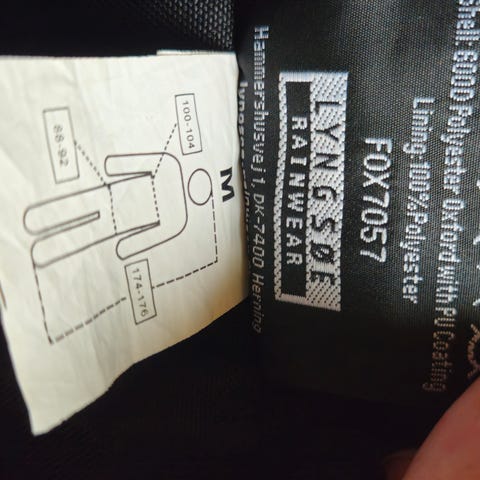 Shell: 600D Polyester Oxford with PU Coating
Lining: 100% Polyester
FOX7057
LYNGSØE
RAINWEAR
Hammershusvej 1, DK-7400 Herning
M
100-104
88-92
174-176